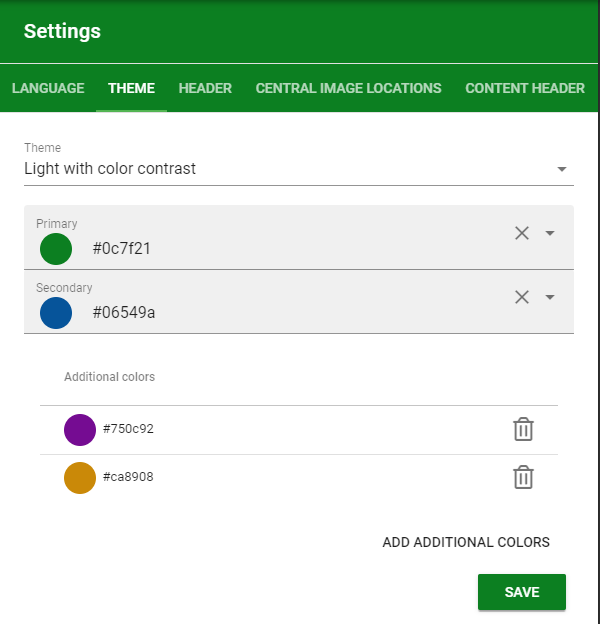 Settings
LANGUAGE THEME HEADER CENTRAL IMAGE LOCATIONS CONTENT HEADER
Theme
Light with color contrast
Primary
#0c7f21
Secondary
#06549a
Additional colors
#750c92
#ca8908
ADD ADDITIONAL COLORS
SAVE